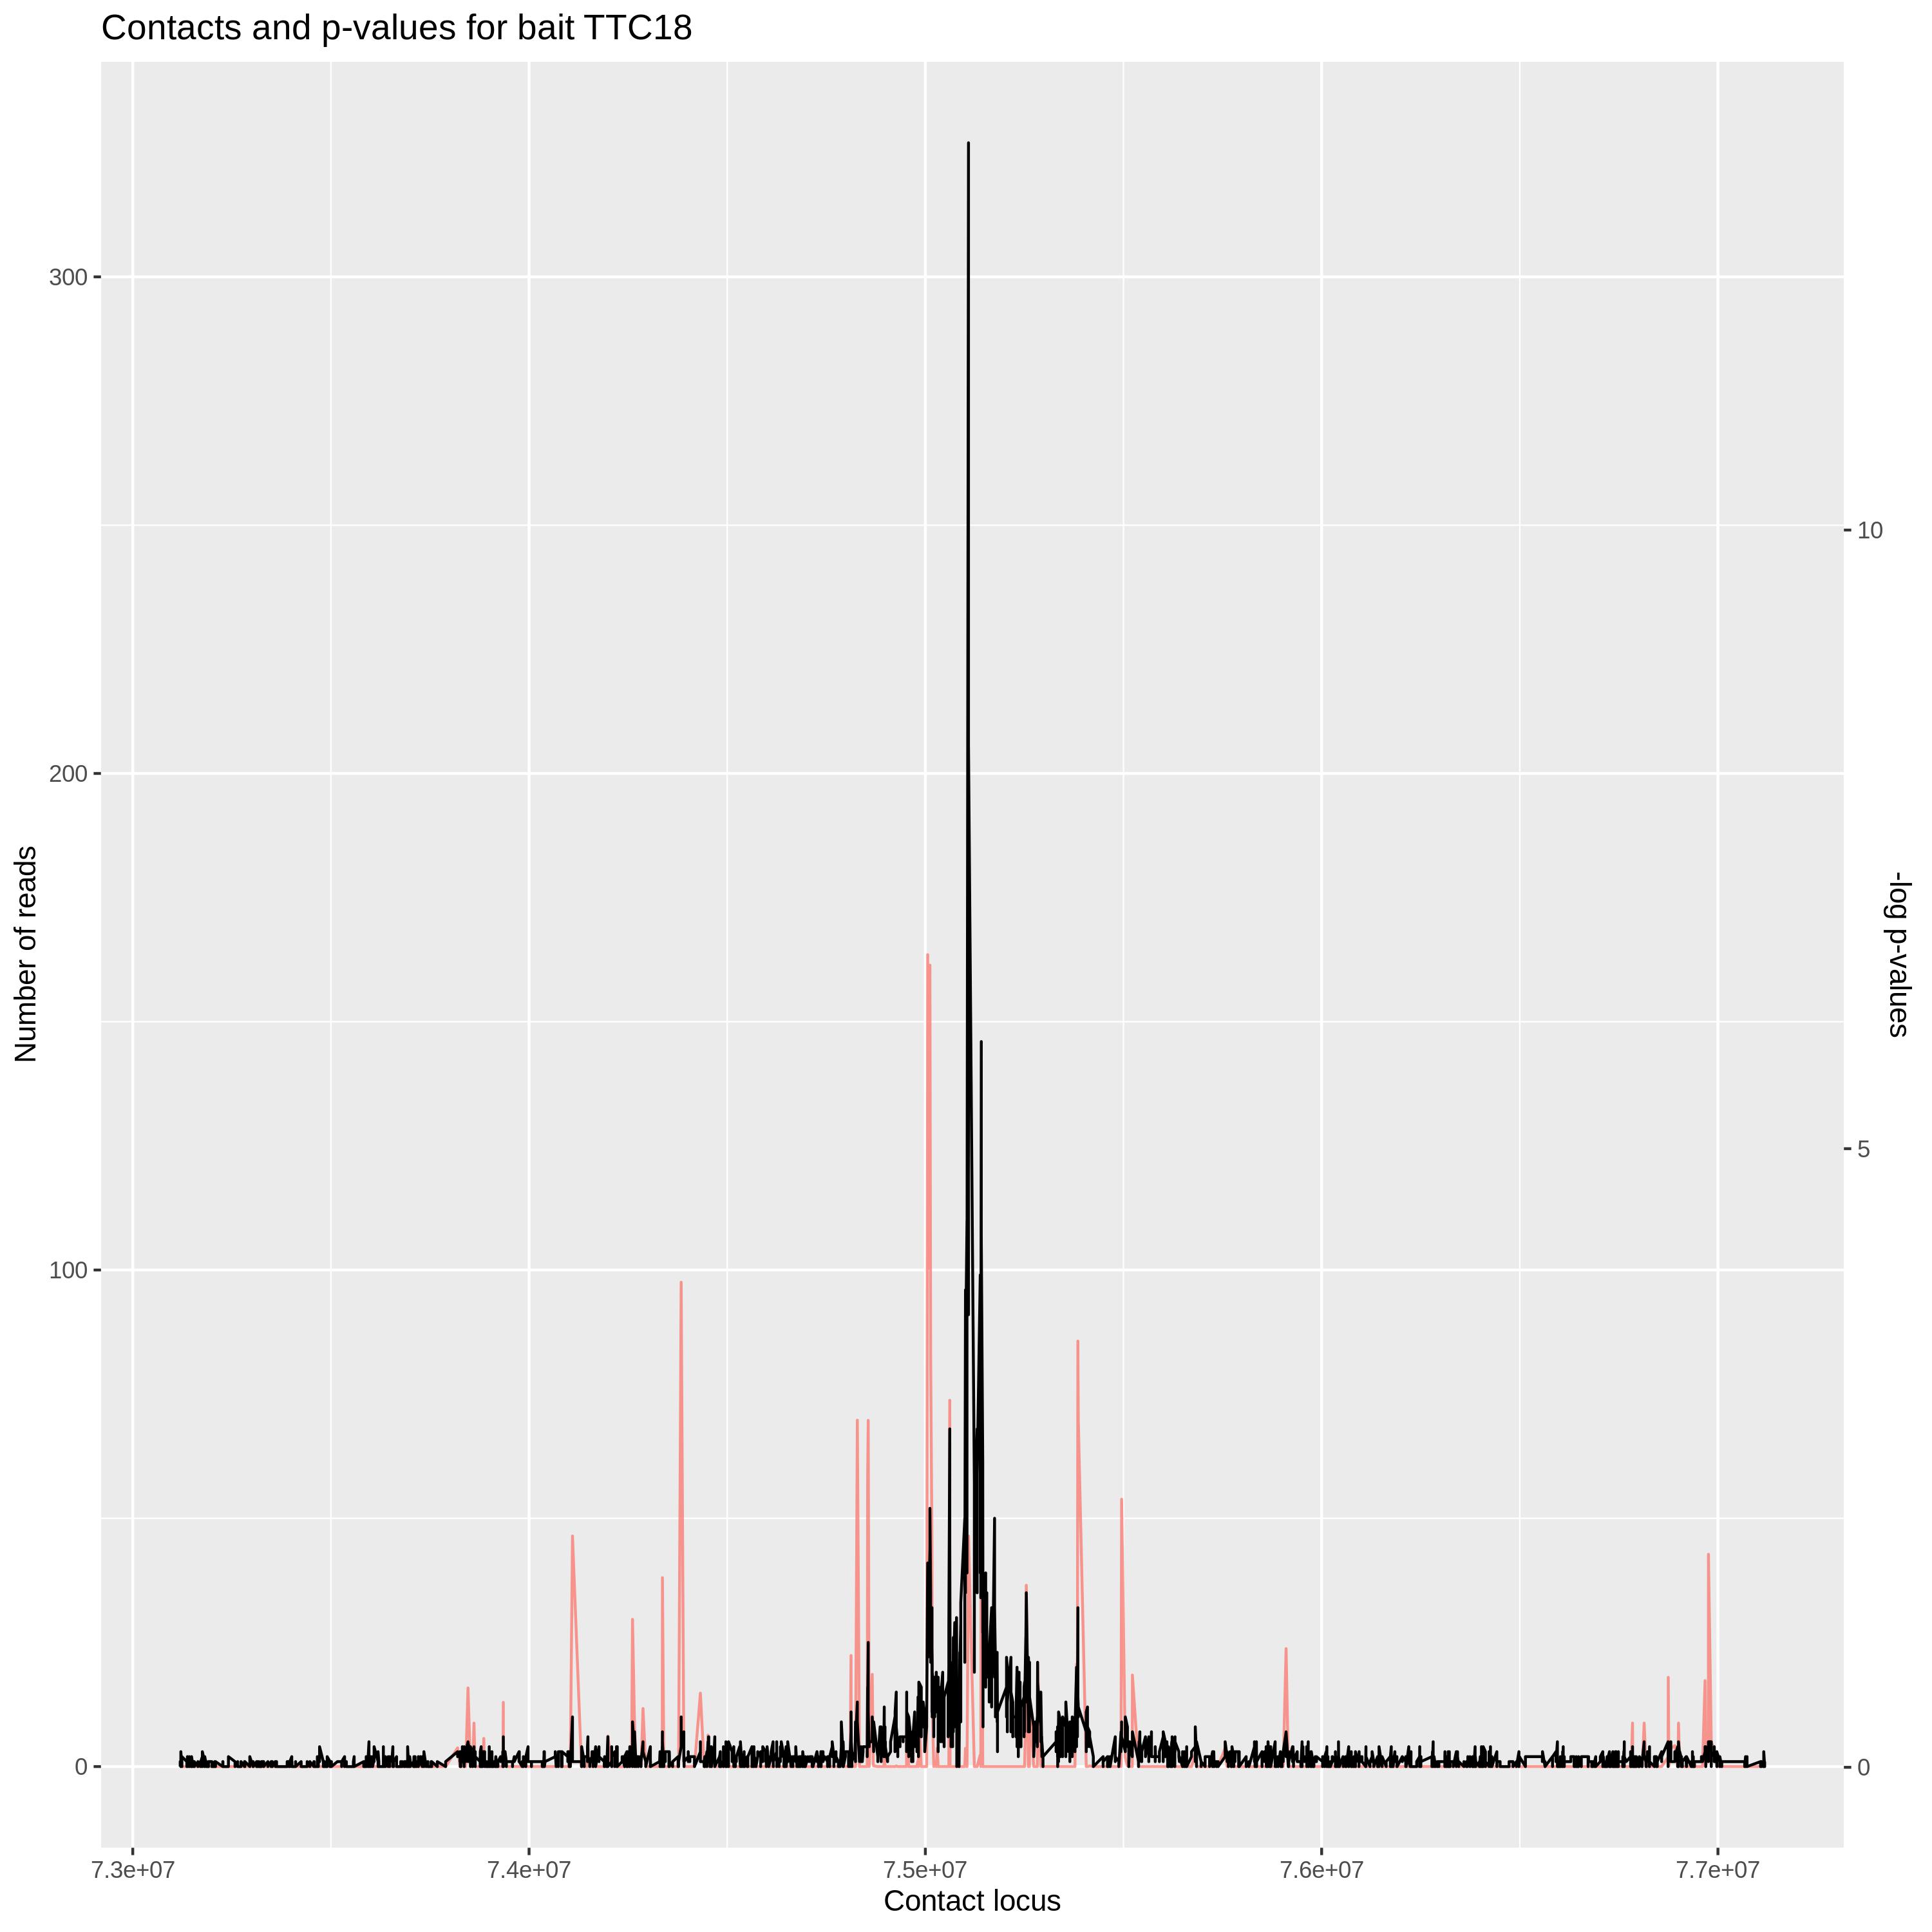 Contacts and p-values for bait TTC18
300
200
100
0
10
5
0
Number of reads
-log p-values
7.3e+07 7.4e+07 7.5e+07 7.6e+07 7.7e+07
Contact locus